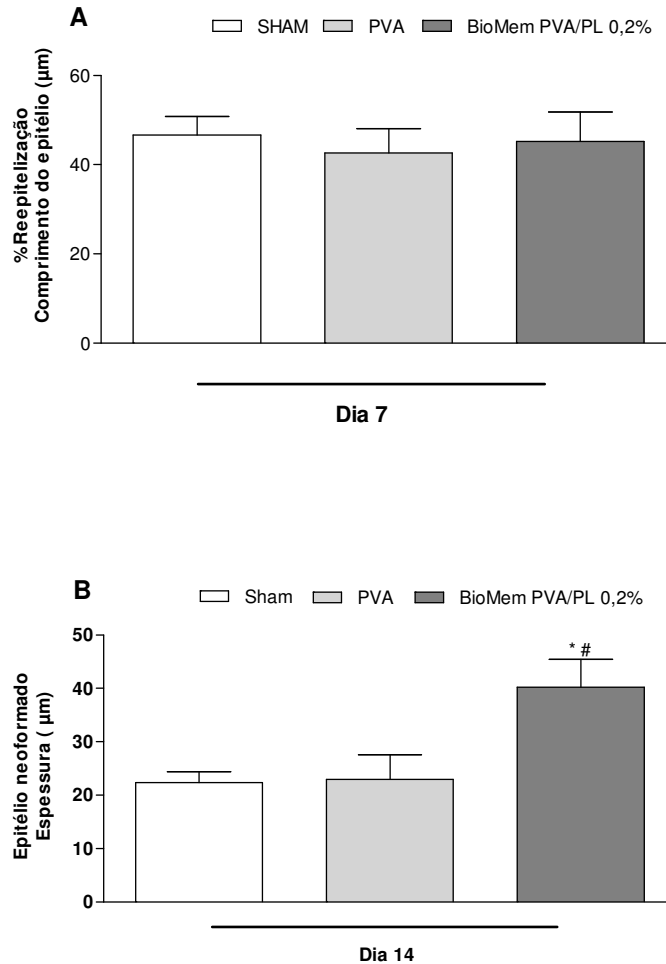 A
SHAM PVA BioMem PVA/PL 0,2%
%Reepitelização
Comprimento do epitélio (µm)
60
40
20
0
Dia 7
B
Sham PVA BioMem PVA/PL 0,2%
Epitélio neoformado
Espessura ( µm)
50
40
30
20
10
0
* #
Dia 14